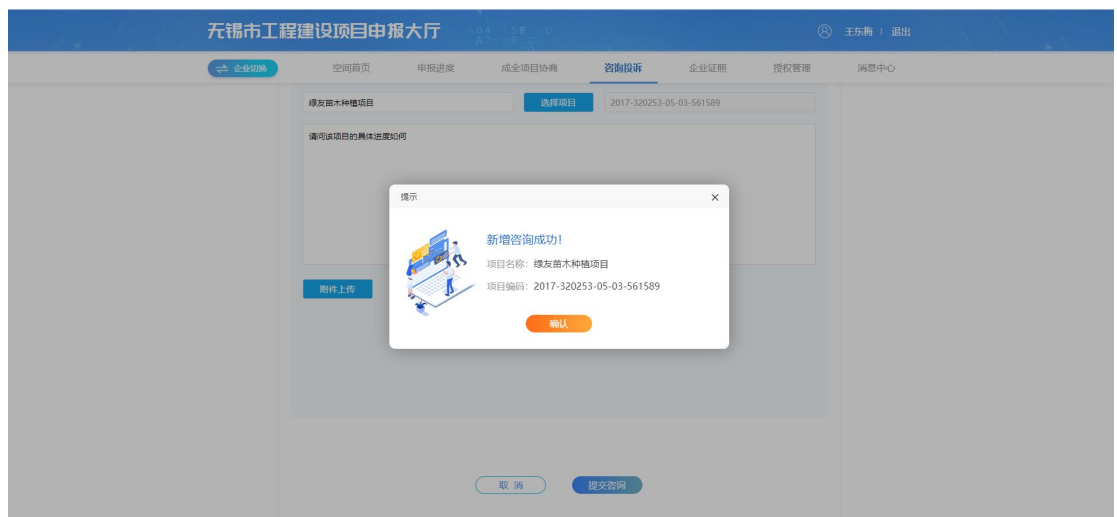 无锡市工程建设项目申报大厅
王东梅 | 退出
企业切换 空间首页 申报进度 成全项目协商 咨询投诉 企业证照 授权管理 消息中心
绿友苗木种植项目 选择项目 2017-320253-05-03-561589
请问该项目的具体进度如何
提示
新增咨询成功!
项目名称: 绿友苗木种植项目
项目编码: 2017-320253-05-03-561589
附件上传
确认
取 消 提交咨询